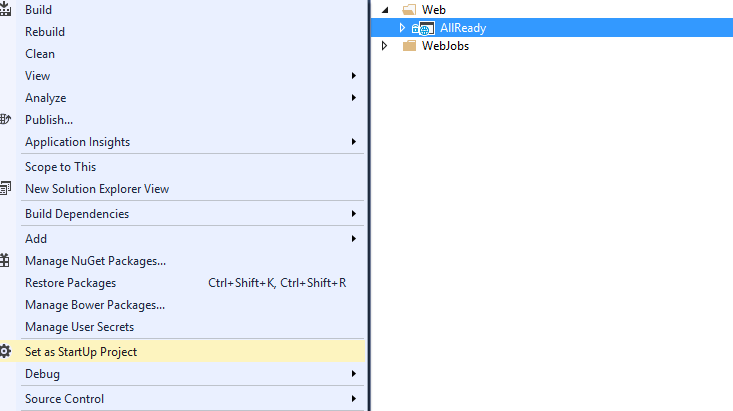 Build
Rebuild
Clean
View
Analyze
Publish...
Application Insights
Scope to This
New Solution Explorer View
Build Dependencies
Add
Manage NuGet Packages...
Restore Packages Ctrl+Shift+K, Ctrl+Shift+R
Manage Bower Packages...
Manage User Secrets
Set as StartUp Project
Debug
Source Control
Web
AllReady
WebJobs